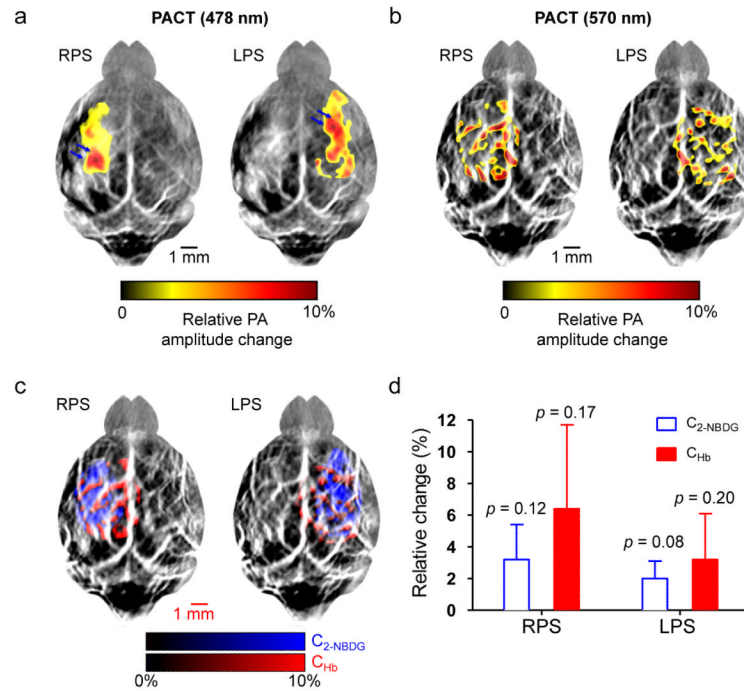 a
PACT (478 nm)
RPS
LPS
1 mm
0
10%
Relative PA
amplitude change
b
PACT (570 nm)
RPS
LPS
1 mm
0
10%
Relative PA
amplitude change
c
RPS
LPS
1 mm
C2-NBDG
CHb
0%
10%
d
Relative change (%)
12
10
8
6
4
2
0
p = 0.12
p = 0.17
p = 0.08
p = 0.20
C2-NBDG
CHb
RPS
LPS